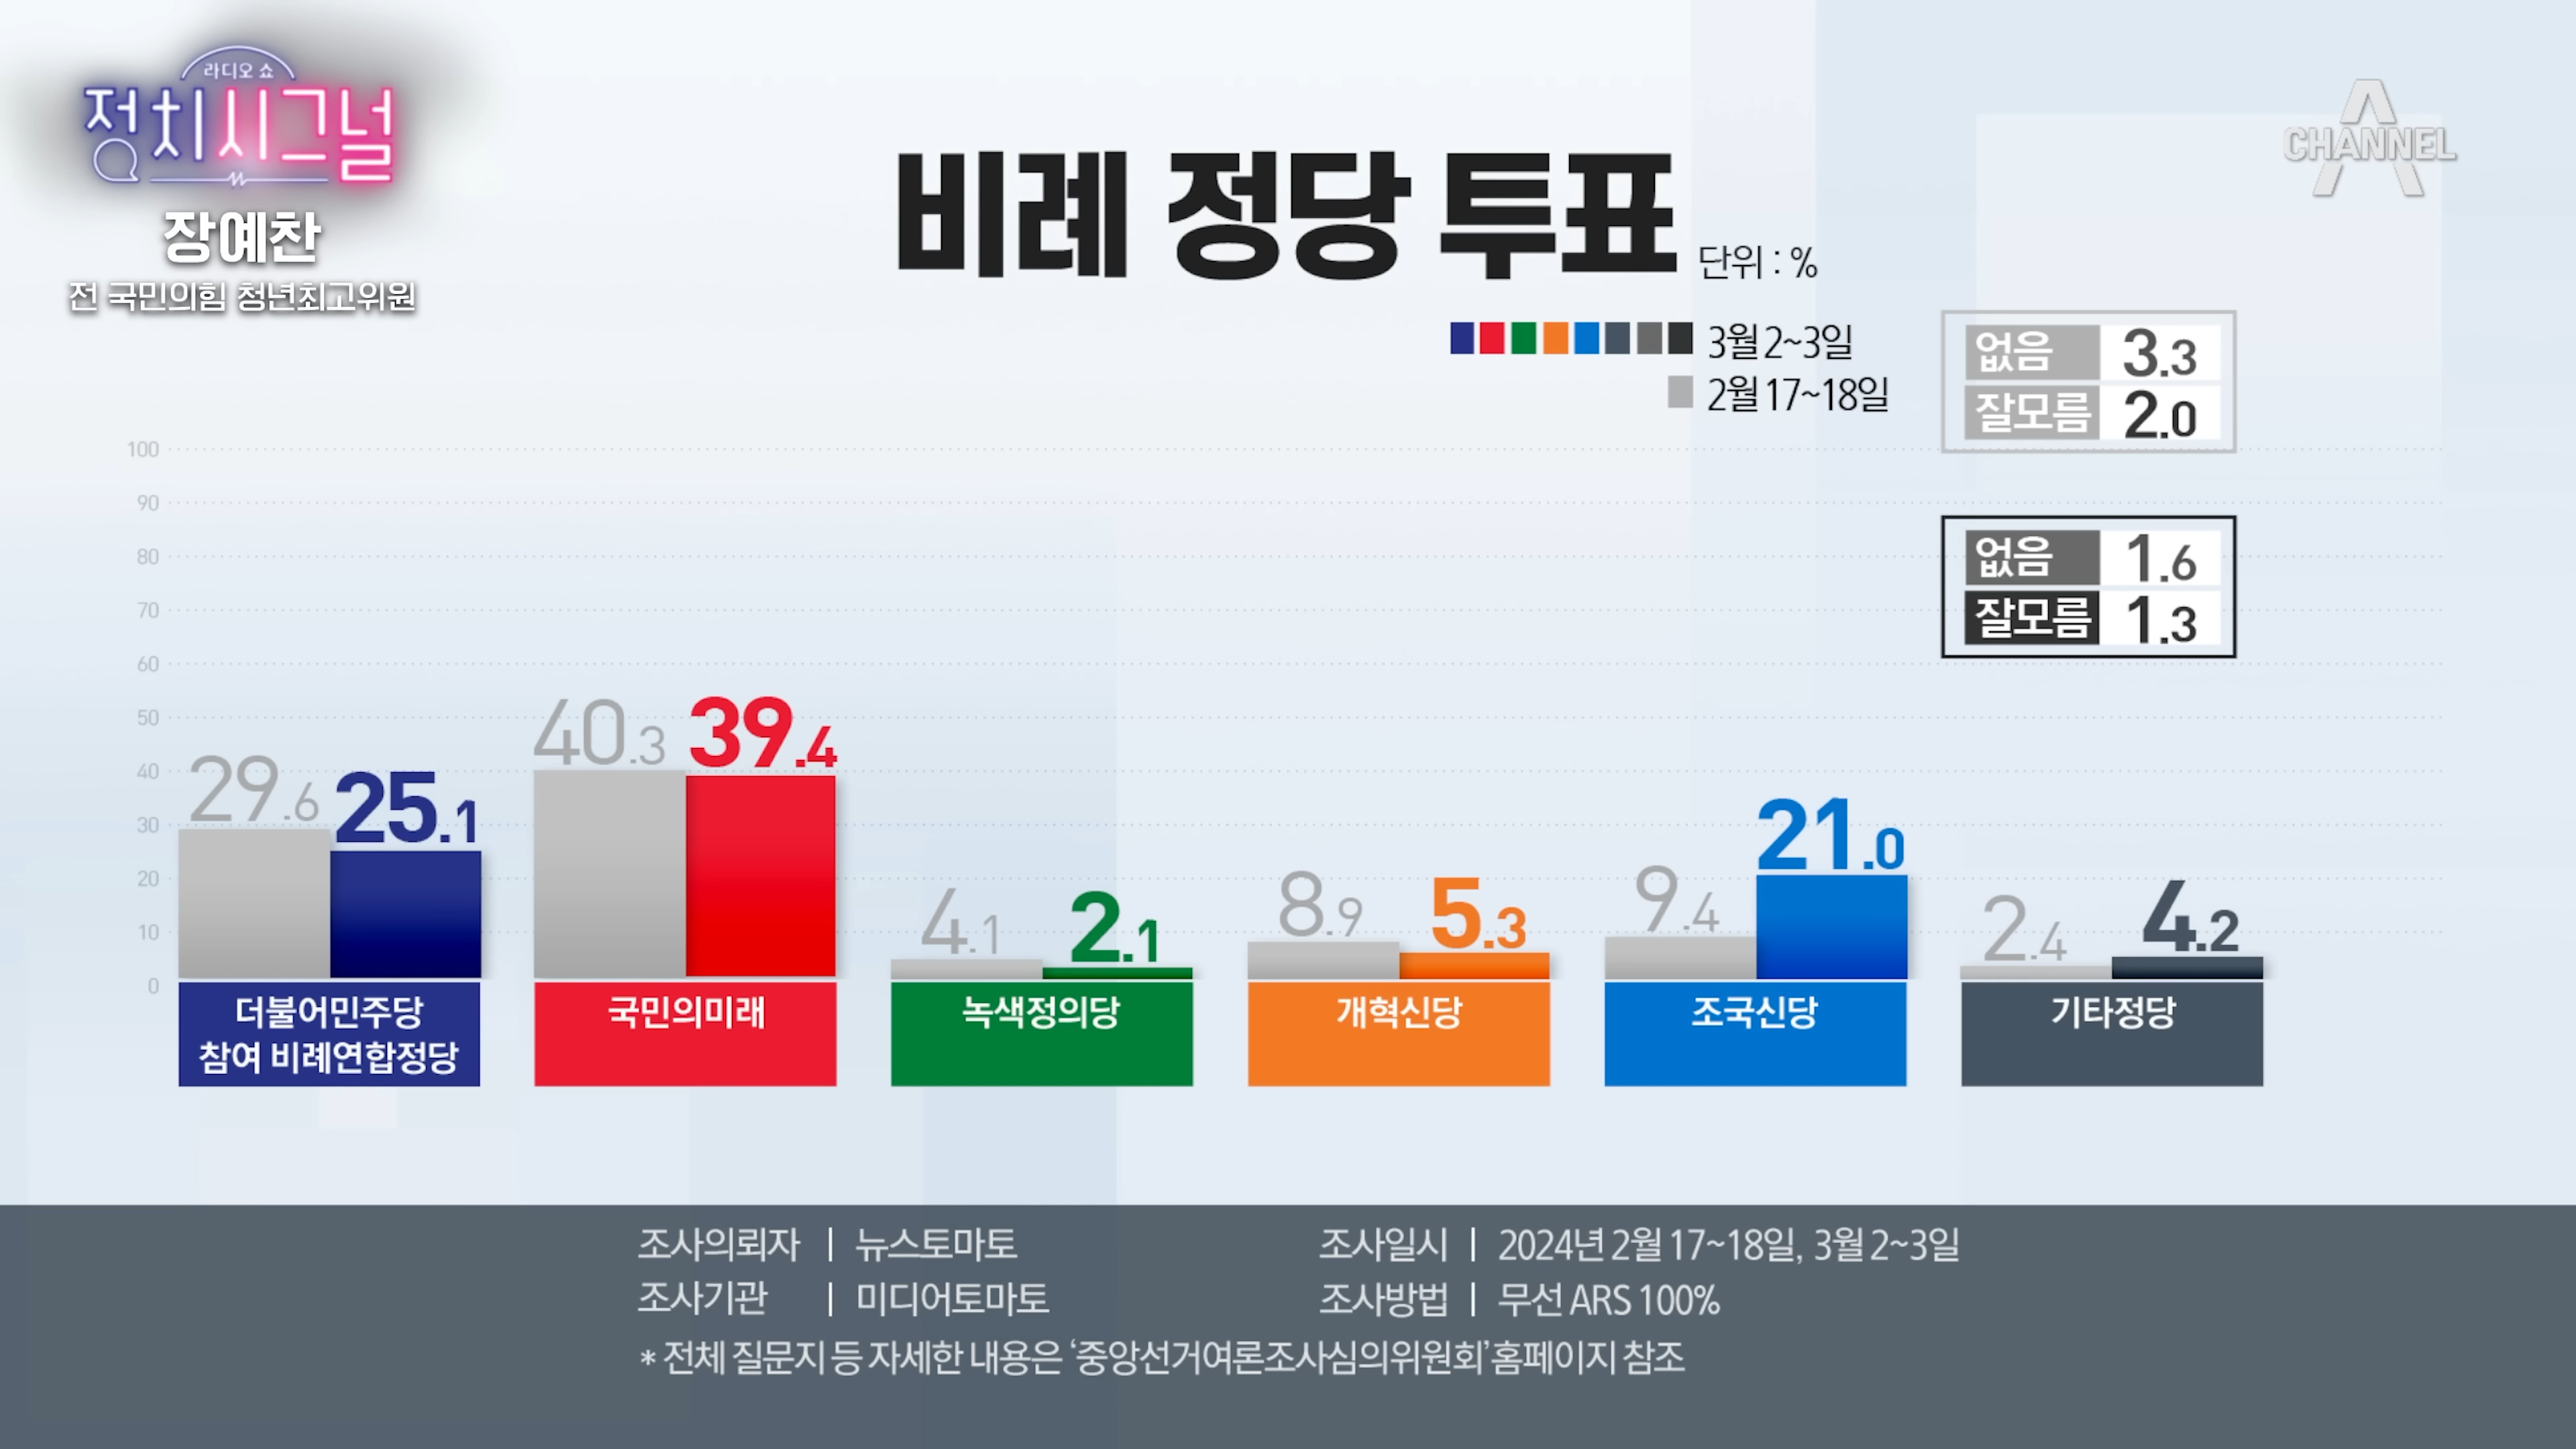 라디오 쇼
정치시그널
장예찬
전 국민의힘 청년최고위원
CHANNEL A
비례 정당 투표
단위 : %
3월 2~3일
2월 17~18일
없음 3.3
잘모름 2.0
없음 1.6
잘모름 1.3
100
90
80
70
60
50
40
30
20
10
0
29.6 25.1
40.3 39.4
4.1 2.1
8.9 5.3
9.4 21.0
2.4 4.2
더불어민주당
참여 비례연합정당
국민의미래
녹색정의당
개혁신당
조국신당
기타정당
조사의뢰자 | 뉴스토마토
조사기관 | 미디어토마토
조사일시 | 2024년 2월 17~18일, 3월 2~3일
조사방법 | 무선 ARS 100%
* 전체 질문지 등 자세한 내용은 ‘중앙선거여론조사심의위원회’ 홈페이지 참조